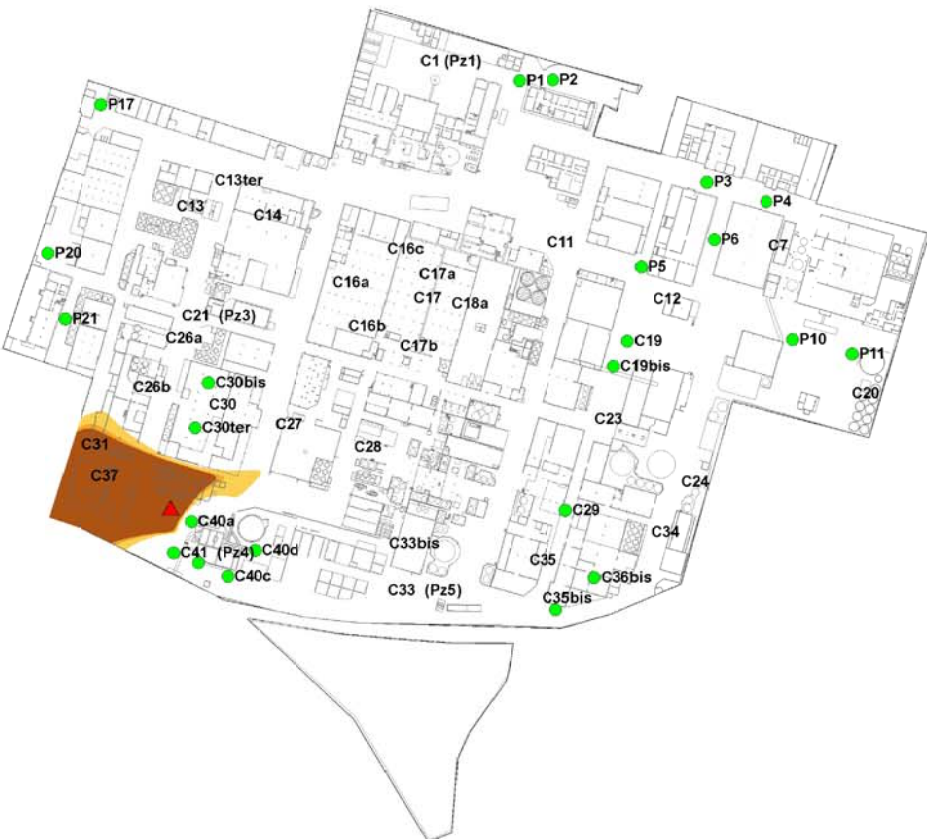 C1 (Pz1)
P1
P2
P17
P3
C13ter
P4
C13
C14
P6
C7
C16c
C11
P20
P5
C17a
C16a
C17
C18a
C12
C21 (Pz3)
P21
C16b
C26a
C19
P10
C17b
P11
C19bis
C26b
C30bis
C20
C30
C27
C23
C30ter
C31
C28
C37
C24
C29
C40a
C34
C33bis
C41 (Pz4)
C40d
C35
C40c
C36bis
C33 (Pz5)
C35bis